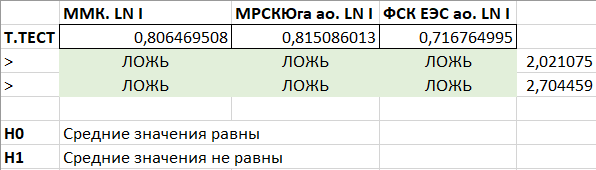 ММК. LN I МРСКЮга ао. LN I ФСК ЕЭС ао. LN I
Т.ТЕСТ 0,806469508 0,815086013 0,716764995
> ЛОЖЬ ЛОЖЬ ЛОЖЬ 2,021075
> ЛОЖЬ ЛОЖЬ ЛОЖЬ 2,704459
H0 Средние значения равны
H1 Средние значения не равны